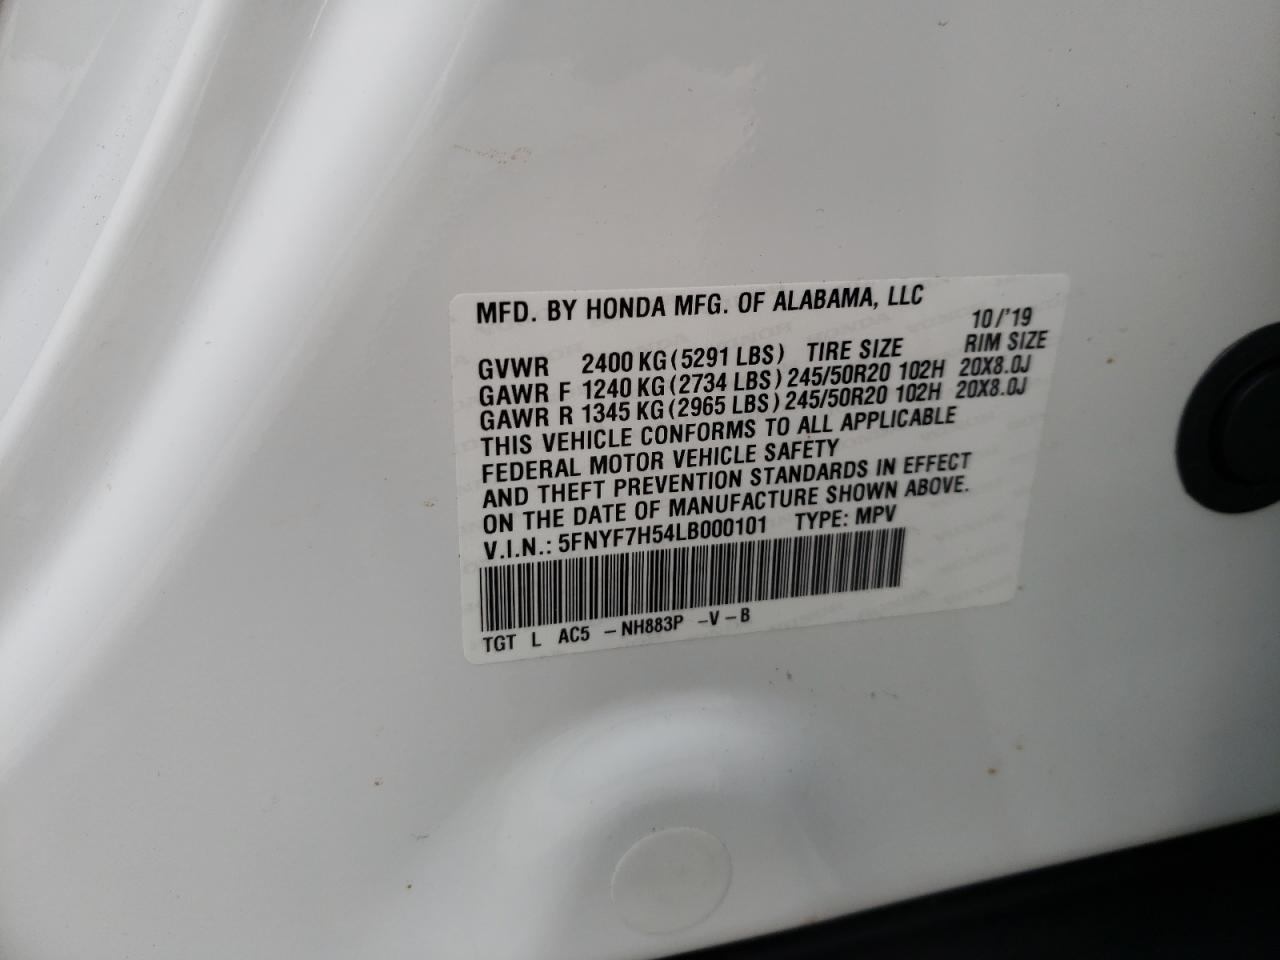 MFD. BY HONDA MFG. OF ALABAMA, LLC
10/'19
GVWR 2400 KG (5291 LBS) TIRE SIZE RIM SIZE
GAWR F 1240 KG (2734 LBS) 245/50R20 102H 20X8.0J
GAWR R 1345 KG (2965 LBS) 245/50R20 102H 20X8.0J
THIS VEHICLE CONFORMS TO ALL APPLICABLE
FEDERAL MOTOR VEHICLE SAFETY
AND THEFT PREVENTION STANDARDS IN EFFECT
ON THE DATE OF MANUFACTURE SHOWN ABOVE.
V.I.N.: 5FNYF7H54LB000101 TYPE: MPV
TGT L AC5 -NH883P -V-B